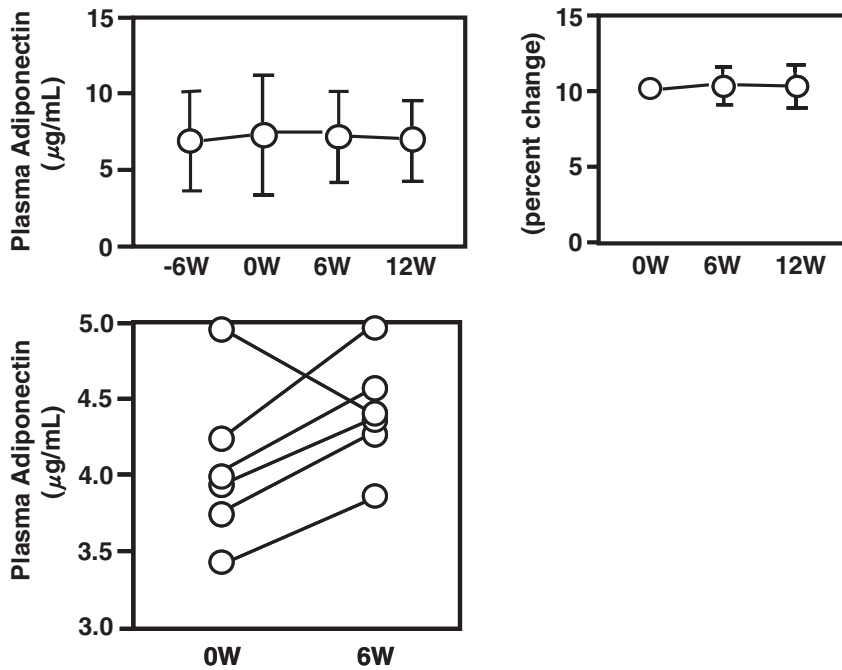 Plasma Adiponectin
(μg/mL)
15
10
5
0
-6W 0W 6W 12W
(percent change)
15
10
5
0
0W 6W 12W
Plasma Adiponectin
(μg/mL)
5.0
4.5
4.0
3.5
3.0
0W 6W